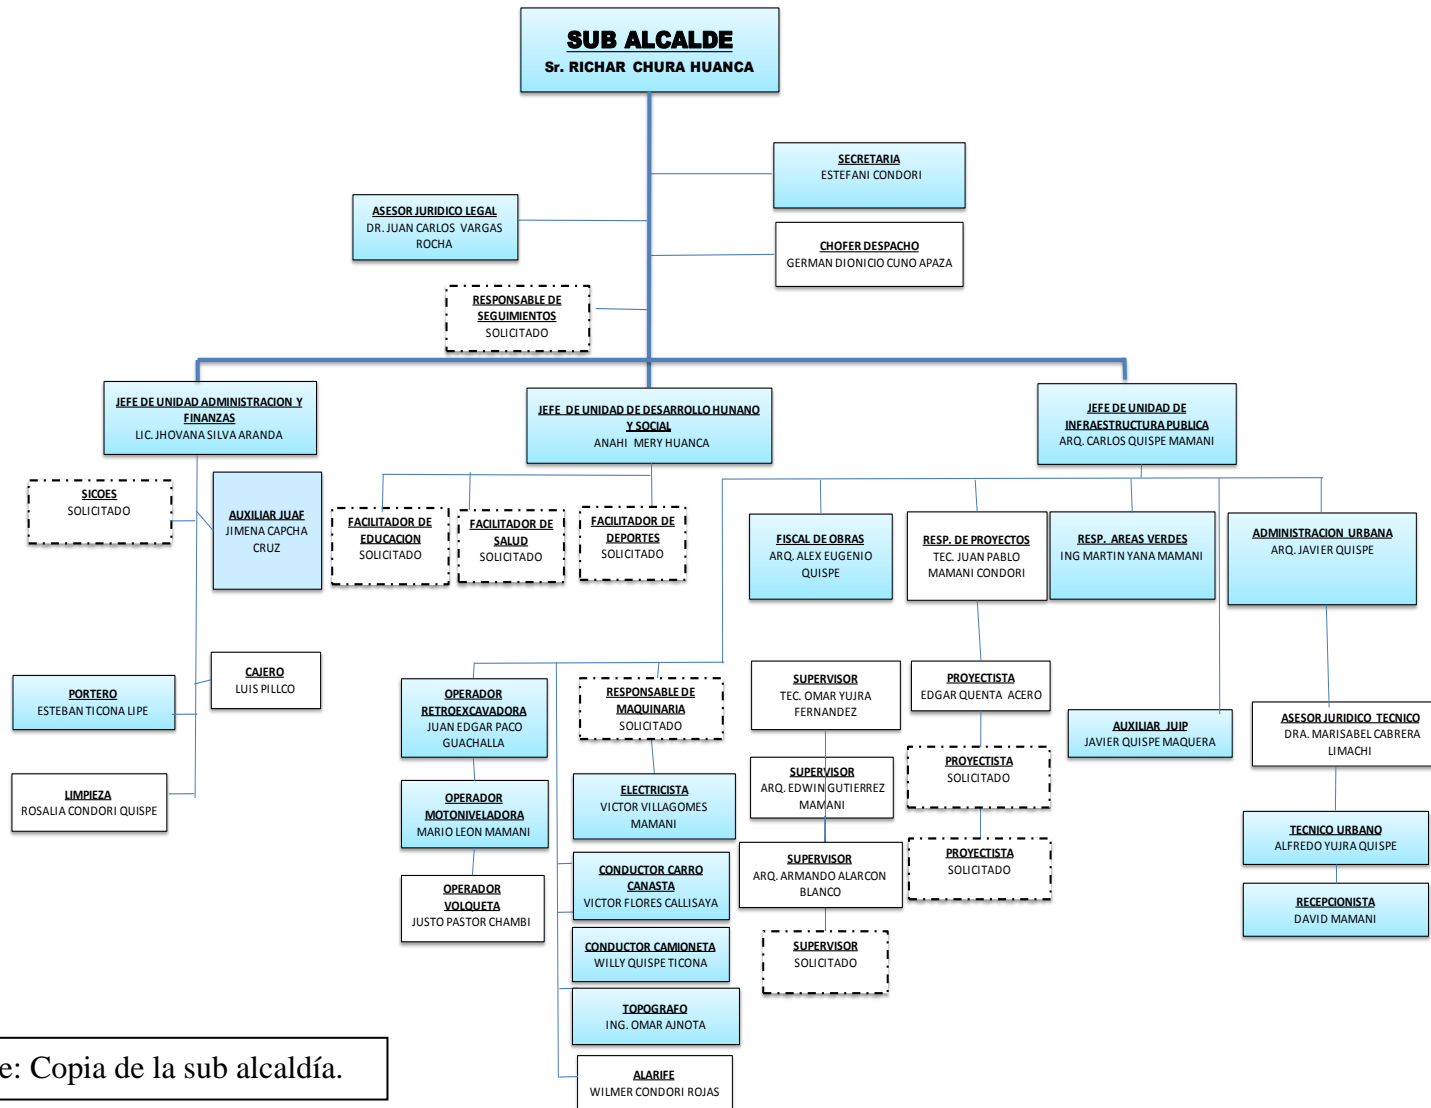 SUB ALCALDE
Sr. RICHAR CHURA HUANCA
SECRETARIA
ESTEFANI CONDORI
ASESOR JURIDICO LEGAL
DR. JUAN CARLOS VARGAS
ROCHA
CHOFER DESPACHO
GERMAN DIONICIO CUNO APAZA
RESPONSABLE DE
SEGUIMIENTOS
SOLICITADO
JEFE DE UNIDAD ADMINISTRACION Y
FINANZAS
LIC. JHOVANA SILVA ARANDA
JEFE DE UNIDAD DE DESARROLLO HUNANO
Y SOCIAL
ANAHI MERY HUANCA
JEFE DE UNIDAD DE
INFRAESTRUCTURA PUBLICA
ARQ. CARLOS QUISPE MAMANI
SICOES
SOLICITADO
AUXILIAR JUAF
JIMENA CAPCHA
CRUZ
FACILITADOR DE
EDUCACION
SOLICITADO
FACILITADOR DE
SALUD
SOLICITADO
FACILITADOR DE
DEPORTES
SOLICITADO
FISCAL DE OBRAS
ARQ. ALEX EUGENIO
QUISPE
RESP. DE PROYECTOS
TEC. JUAN PABLO
MAMANI CONDORI
RESP. AREAS VERDES
ING MARTIN YANA MAMANI
ADMINISTRACION URBANA
ARQ. JAVIER QUISPE
PORTERO
ESTEBAN TICONA LIPE
CAJERO
LUIS PILLCO
LIMPIEZA
ROSALIA CONDORI QUISPE
OPERADOR
RETROEXCAVADORA
JUAN EDGAR PACO
GUACHALLA
RESPONSABLE DE
MAQUINARIA
SOLICITADO
SUPERVISOR
TEC. OMAR YUJRA
FERNANDEZ
PROYECTISTA
EDGAR QUENTA ACERO
AUXILIAR JUIP
JAVIER QUISPE MAQUERA
ASESOR JURIDICO TECNICO
DRA. MARISABEL CABRERA
LIMACHI
OPERADOR
MOTONIVELADORA
MARIO LEON MAMANI
ELECTRICISTA
VICTOR VILLAGOMES
MAMANI
SUPERVISOR
ARQ. EDWIN GUTIERREZ
MAMANI
PROYECTISTA
SOLICITADO
TECNICO URBANO
ALFREDO YUJRA QUISPE
OPERADOR
VOLQUETA
JUSTO PASTOR CHAMBI
CONDUCTOR CARRO
CANASTA
VICTOR FLORES CALLISAYA
SUPERVISOR
ARQ. ARMANDO ALARCON
BLANCO
PROYECTISTA
SOLICITADO
RECEPCIONISTA
DAVID MAMANI
CONDUCTOR CAMIONETA
WILLY QUISPE TICONA
SUPERVISOR
SOLICITADO
TOPOGRAFO
ING. OMAR AJNOTA
ALARIFE
WILMER CONDORI ROJAS
e: Copia de la sub alcaldía.